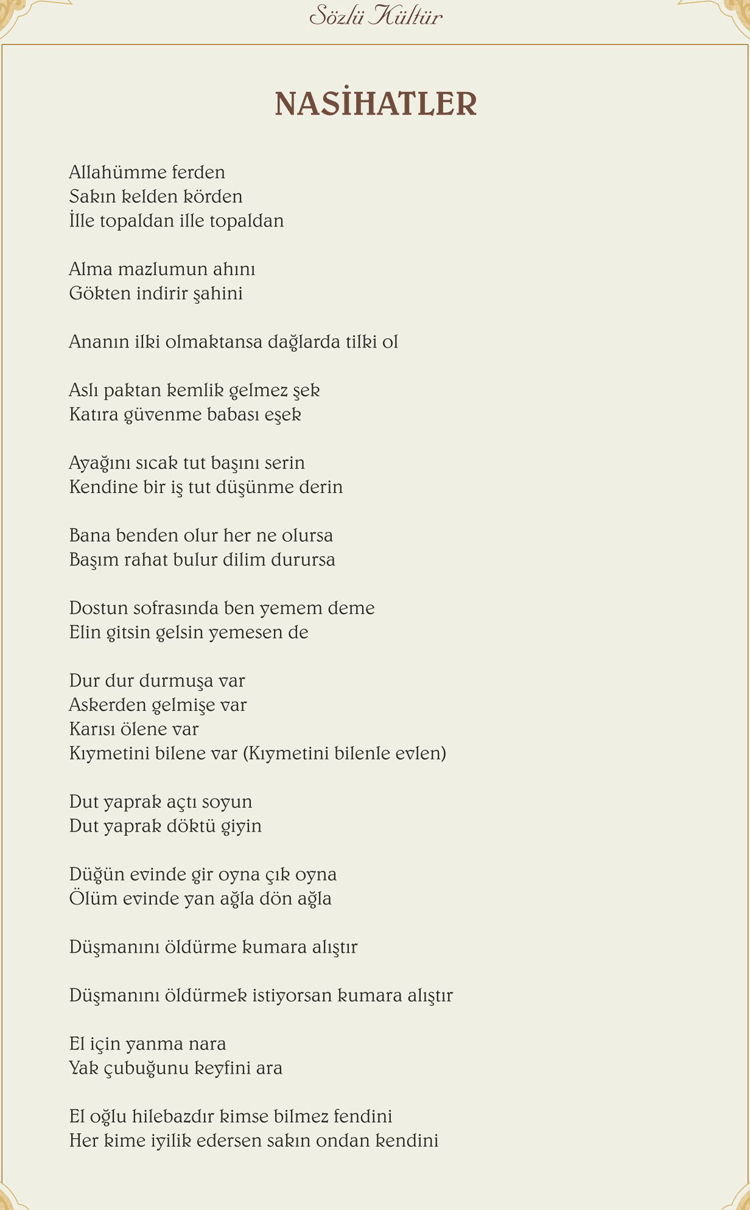 Sözlü Kültür
NASİHATLER
Allahümme ferden
Sakın kelden körden
İlle topaldan ille topaldan
Alma mazlumun ahını
Gökten indirir şahini
Ananın ilki olmaktansa dağlarda tilki ol
Aslı paktan kemlik gelmez şek
Katıra güvenme babası eşek
Ayağını sıcak tut başını serin
Kendine bir iş tut düşünme derin
Bana benden olur her ne olursa
Başım rahat bulur dilim durursa
Dostun sofrasında ben yemem deme
Elin gitsin gelsin yemesen de
Dur dur durmuşa var
Askerden gelmişe var
Karısı ölene var
Kıymetini bilene var (Kıymetini bilenle evlen)
Dut yaprak açtı soyun
Dut yaprak döktü giyin
Düğün evinde gir oyna çık oyna
Ölüm evinde yan ağla dön ağla
Düşmanını öldürme kumara alıştır
Düşmanını öldürmek istiyorsan kumara alıştır
El için yanma nara
Yak çubuğunu keyfini ara
El oğlu hilebazdır kimse bilmez fendini
Her kime iyilik edersen sakın ondan kendini